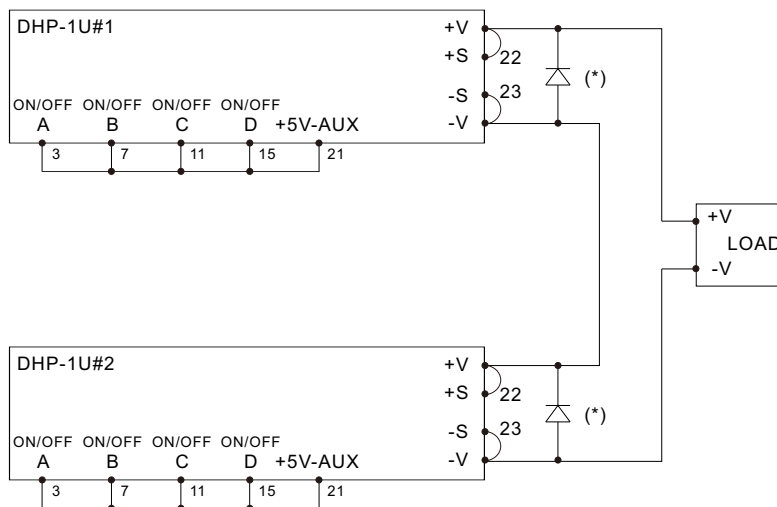 DHP-1U#1
+V
+S 22
(*)
-S 23
-V
ON/OFF ON/OFF ON/OFF ON/OFF
A B C D +5V-AUX
3 7 11 15 21
+V
LOAD
-V
DHP-1U#2
+V
+S 22
(*)
-S 23
-V
ON/OFF ON/OFF ON/OFF ON/OFF
A B C D +5V-AUX
3 7 11 15 21